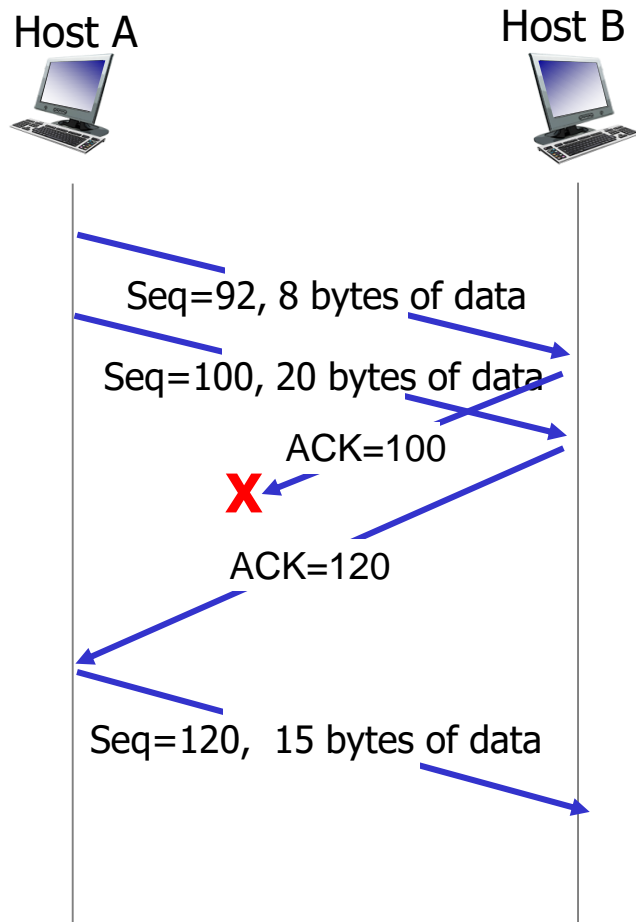 Host A
Host B
Seq=92, 8 bytes of data
Seq=100, 20 bytes of data
ACK=100
X
ACK=120
Seq=120,  15 bytes of data